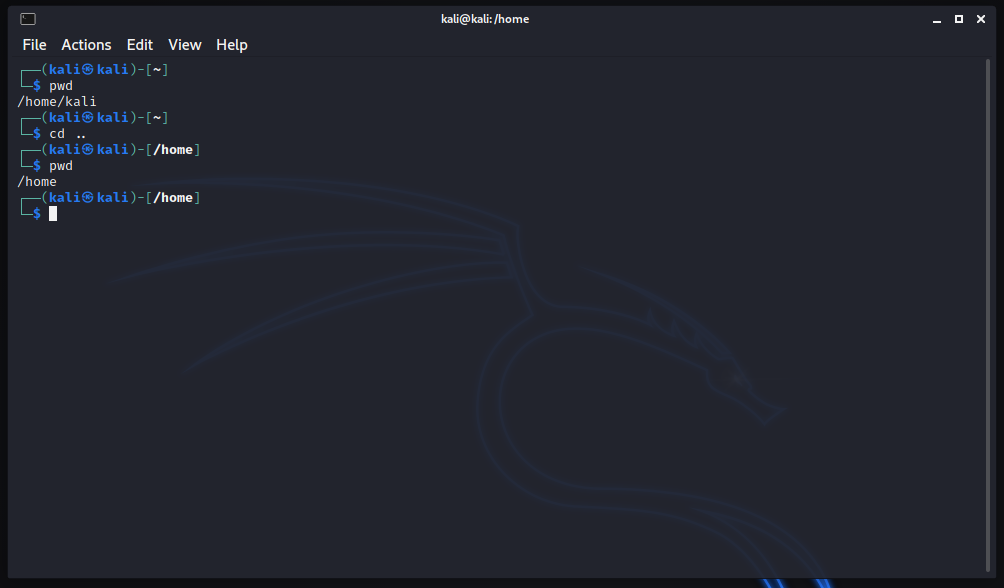 kali@kali: /home
File Actions Edit View Help
┌──(kali㉿kali)-[~]
└─$ pwd
/home/kali
┌──(kali㉿kali)-[~]
└─$ cd ..
┌──(kali㉿kali)-[/home]
└─$ pwd
/home
┌──(kali㉿kali)-[/home]
└─$